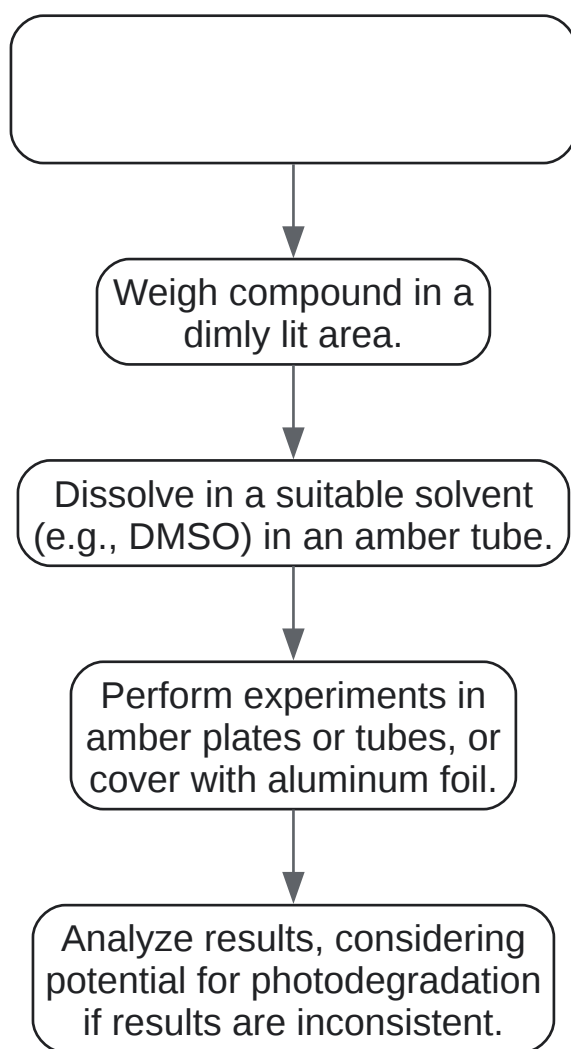 Weigh compound in a
dimly lit area.
Dissolve in a suitable solvent
(e.g., DMSO) in an amber tube.
Perform experiments in
amber plates or tubes, or
cover with aluminum foil.
Analyze results, considering
potential for photodegradation
if results are inconsistent.